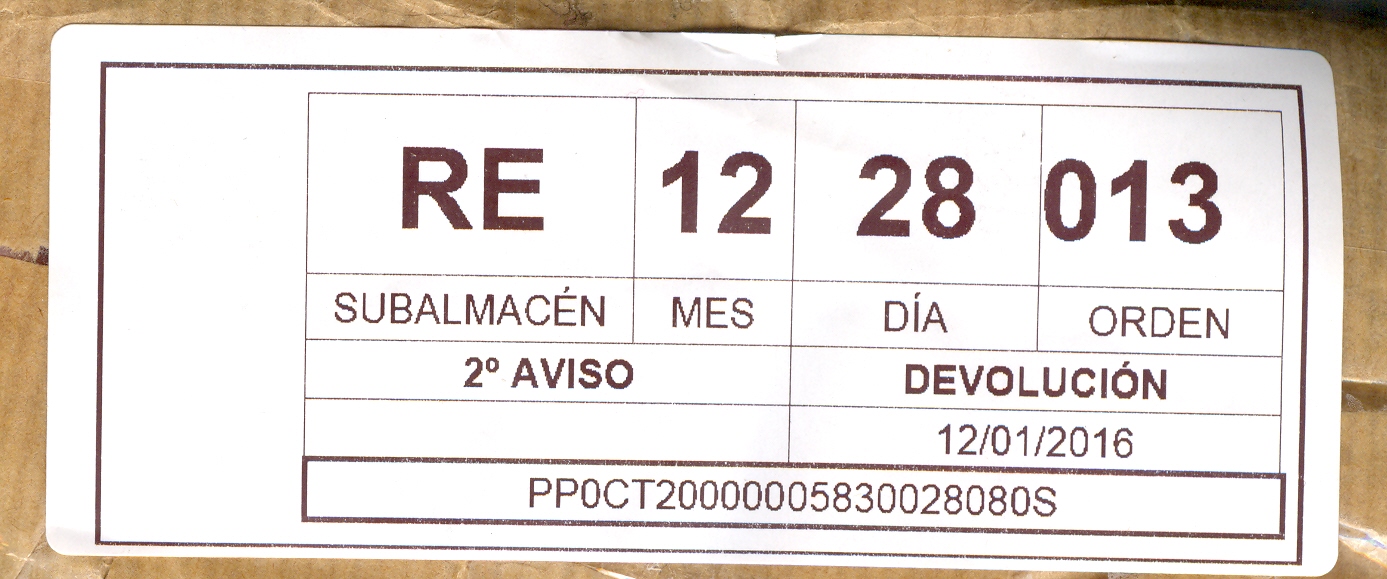 RE 12 28 013
SUBALMACÉN MES DÍA ORDEN
2º AVISO DEVOLUCIÓN
12/01/2016
PP0CT20000005830028080S